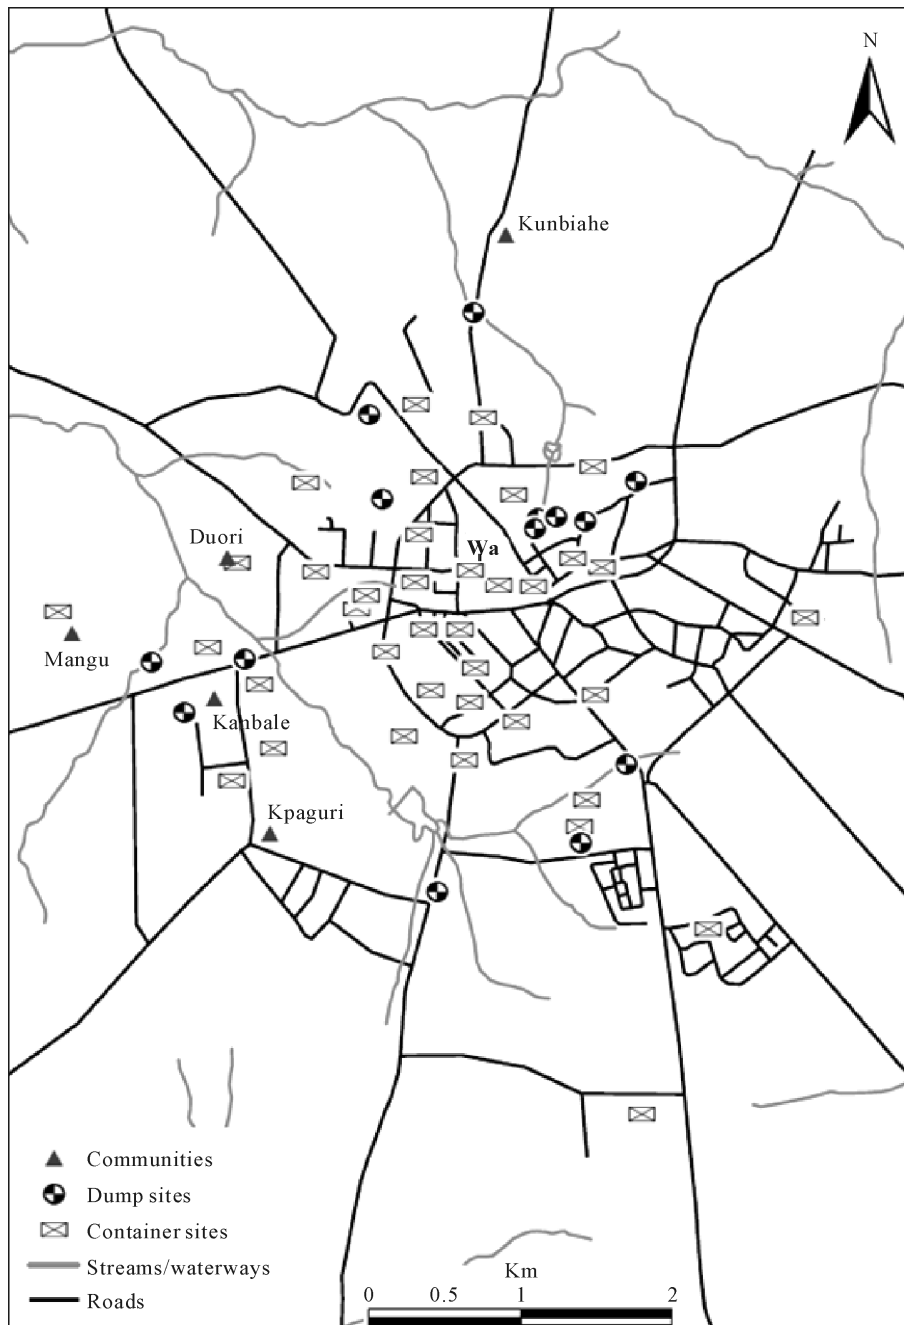 N
Kunbiahe
Duori
Wa
Mangu
Kanbale
Kpaguri
Communities
Dump sites
Container sites
Streams/waterways
Roads
Km
0 0.5 1 2